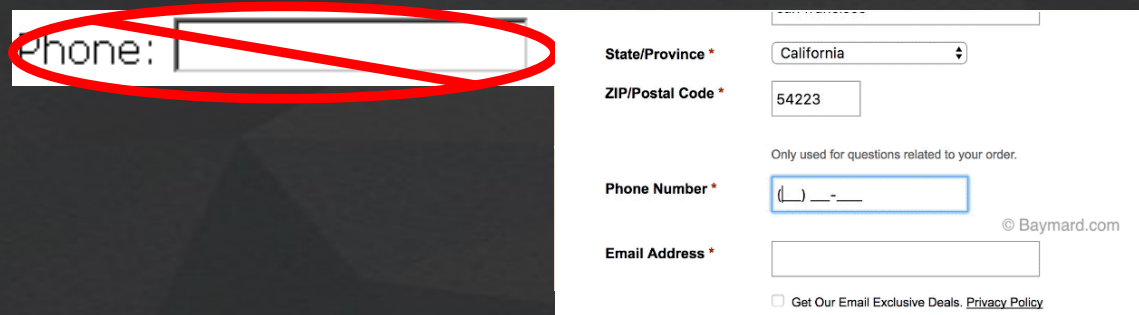 Phone:
State/Province *
California
ZIP/Postal Code *
54223
Only used for questions related to your order.
Phone Number *
(__) __-___
© Baymard.com
Email Address *
Get Our Email Exclusive Deals. Privacy Policy